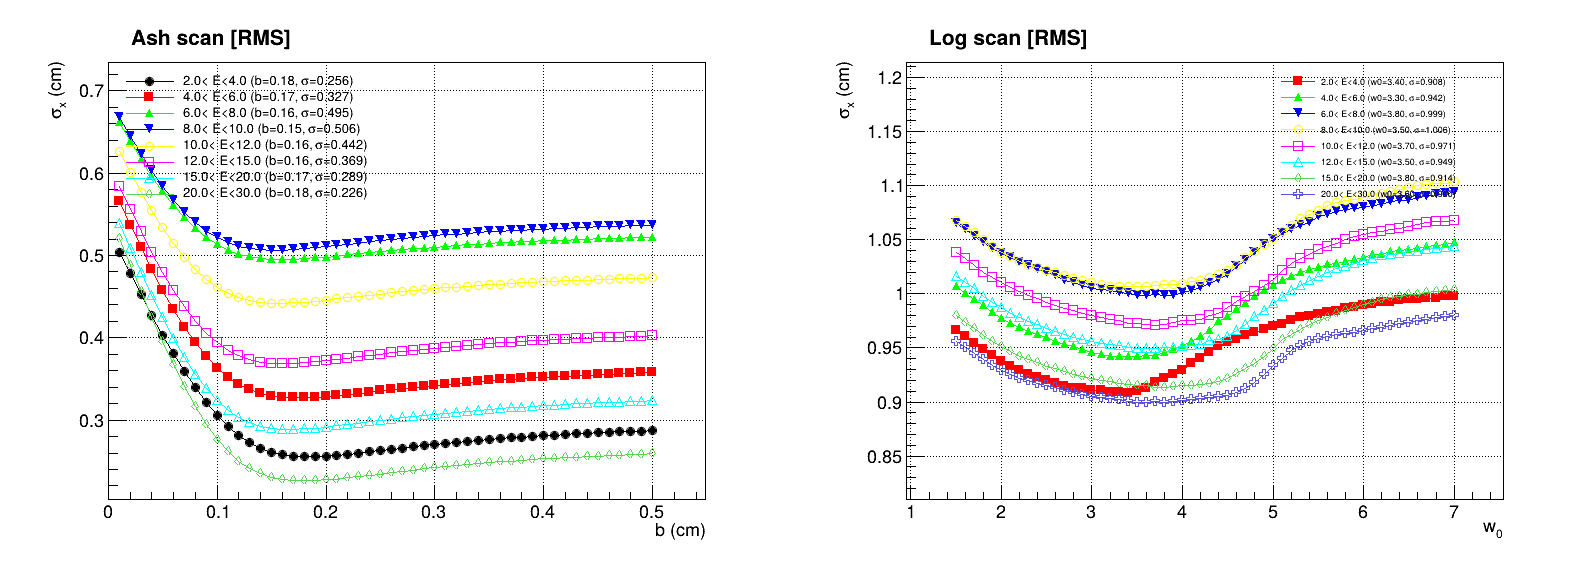 Ash scan [RMS]
σx (cm)
2.0< E<4.0 (b=0.18, σ=0.256)
4.0< E<6.0 (b=0.17, σ=0.327)
6.0< E<8.0 (b=0.16, σ=0.495)
8.0< E<10.0 (b=0.15, σ=0.506)
10.0< E<12.0 (b=0.16, σ=0.442)
12.0< E<15.0 (b=0.16, σ=0.369)
15.0< E<20.0 (b=0.17, σ=0.289)
20.0< E<30.0 (b=0.18, σ=0.226)
0.7
0.6
0.5
0.4
0.3
0 0.1 0.2 0.3 0.4 0.5
b (cm)
Log scan [RMS]
σx (cm)
2.0< E<4.0 (w0=3.40, σ=0.908)
4.0< E<6.0 (w0=3.30, σ=0.942)
6.0< E<8.0 (w0=3.80, σ=0.999)
8.0< E<10.0 (w0=3.50, σ=1.006)
10.0< E<12.0 (w0=3.70, σ=0.971)
12.0< E<15.0 (w0=3.50, σ=0.949)
15.0< E<20.0 (w0=3.80, σ=0.914)
20.0< E<30.0
1.2
1.15
1.1
1.05
1
0.95
0.9
0.85
1 2 3 4 5 6 7
w0